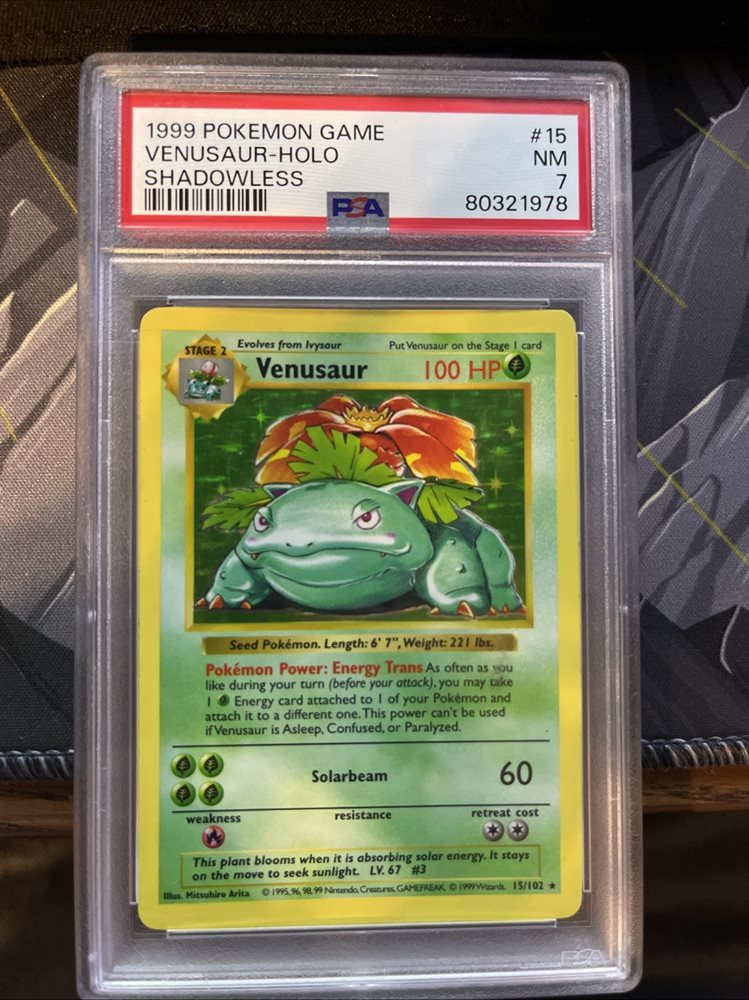 1999 POKEMON GAME #15
VENUSAUR-HOLO NM
SHADOWLESS 7
PSA 80321978
STAGE 2 Evolves from Ivysaur Put Venusaur on the Stage 1 card
Venusaur 100 HP
Seed Pokémon. Length: 6' 7", Weight: 221 lbs.
Pokémon Power: Energy Trans As often as you
like during your turn (before your attack), you may take
1 Energy card attached to 1 of your Pokémon and
attach it to a different one. This power can't be used
if Venusaur is Asleep, Confused, or Paralyzed.
Solarbeam 60
weakness resistance retreat cost
This plant blooms when it is absorbing solar energy. It stays
on the move to seek sunlight. LV. 67 #3
Illus. Mitsuhiro Arita © 1995, 96, 98, 99 Nintendo, Creatures, GAMEFREAK. © 1999 Wizards. 15/102 ★
PSA